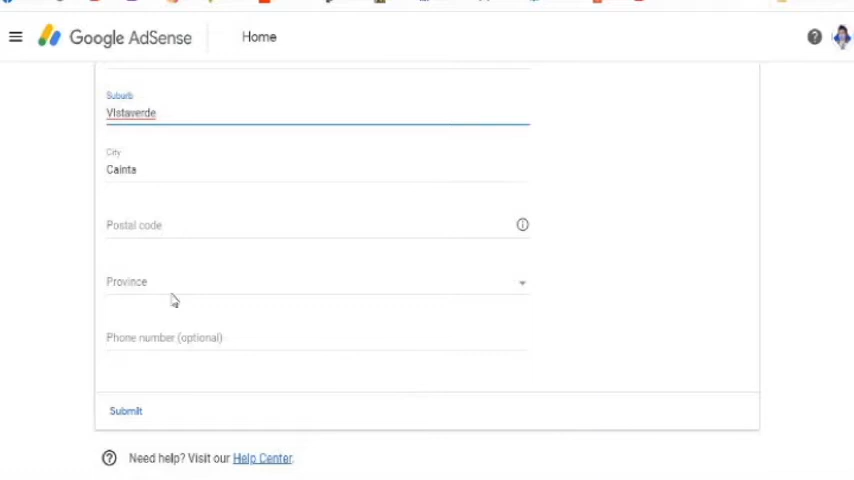 Google AdSense
Home
Suburb
VIstaverde
City
Cainta
Postal code
Province
Phone number (optional)
Submit
Need help? Visit our Help Center.